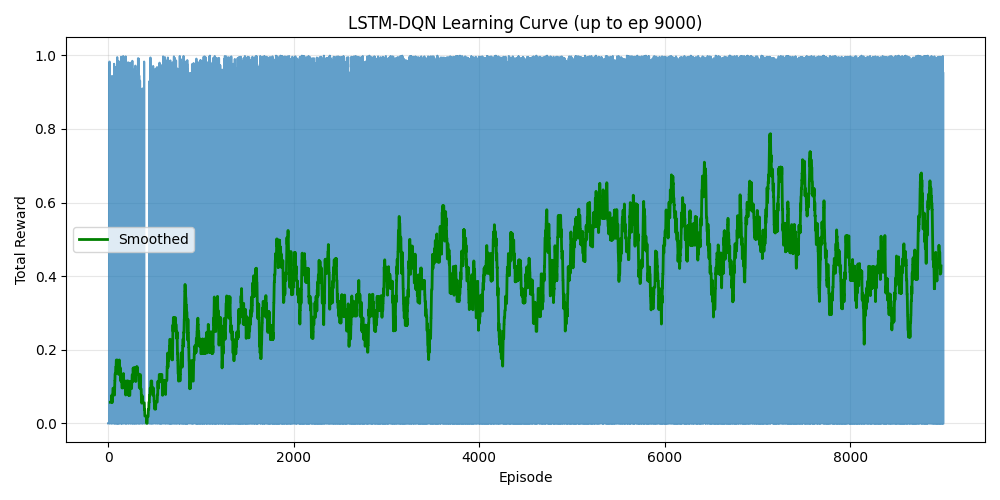 LSTM-DQN Learning Curve (up to ep 9000)
1.0
0.8
0.6
0.4
0.2
0.0
Total Reward
Smoothed
0 2000 4000 6000 8000
Episode